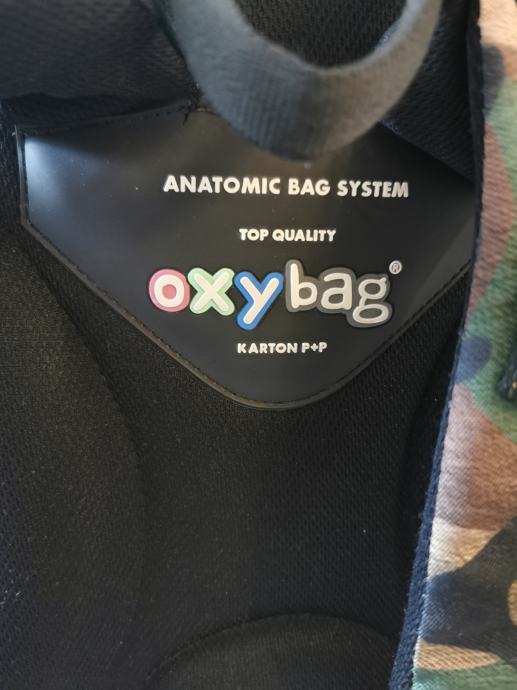 ANATOMIC BAG SYSTEM
TOP QUALITY
oxybag®
KARTON P+P